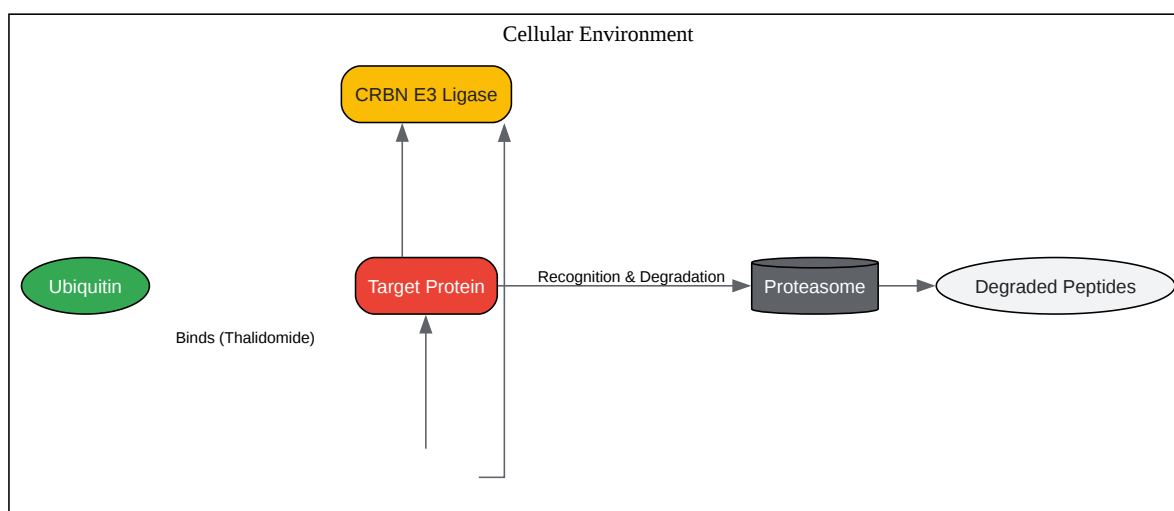 Cellular Environment
CRBN E3 Ligase
Ubiquitin
Target Protein
Recognition & Degradation
Proteasome
Degraded Peptides
Binds (Thalidomide)